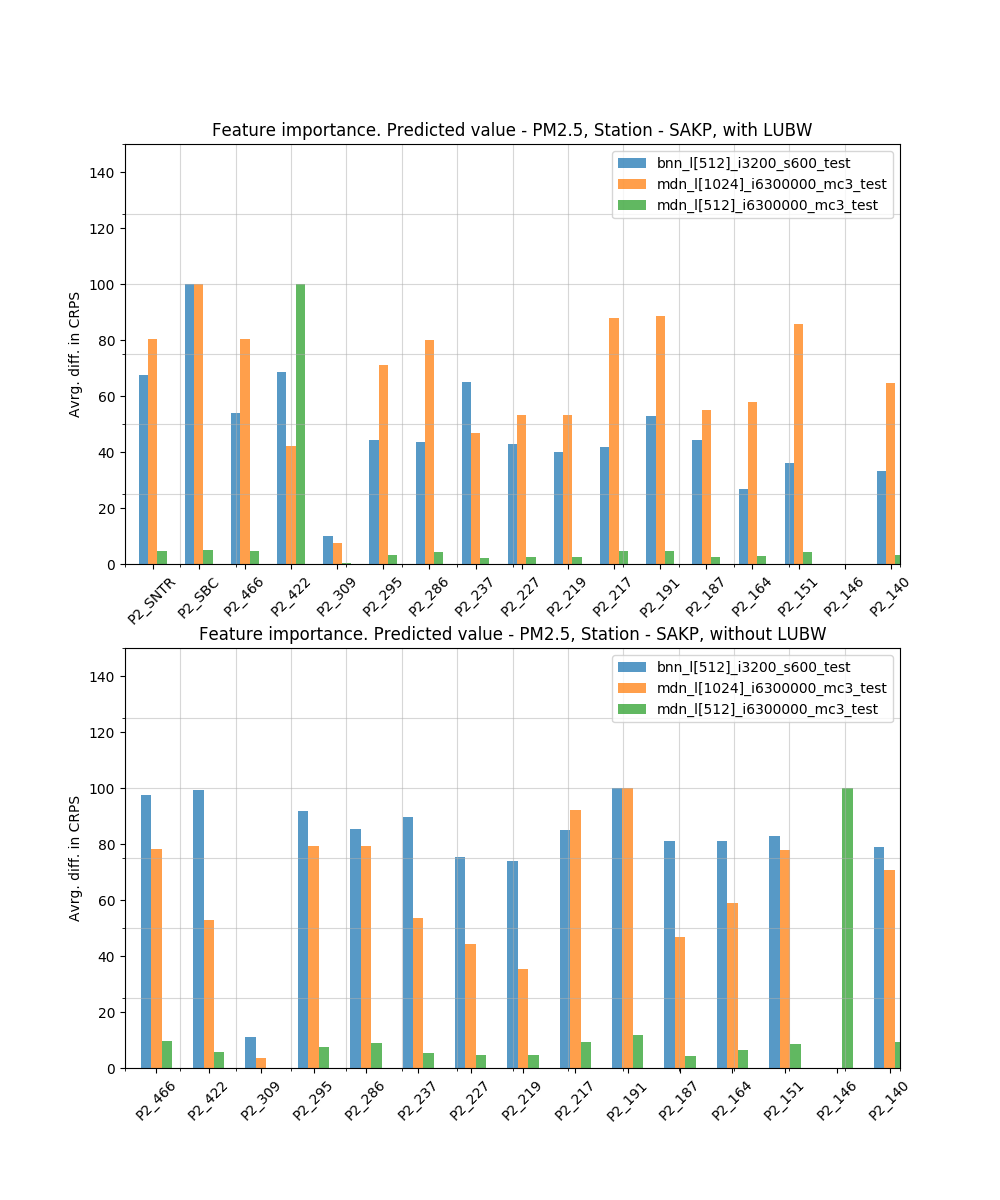 Feature importance. Predicted value - PM2.5, Station - SAKP, with LUBW
140
120
100
80
60
40
20
0
Avrg. diff. in CRPS
bnn_l[512]_i3200_s600_test
mdn_l[1024]_i6300000_mc3_test
mdn_l[512]_i6300000_mc3_test
P2_SNTR P2_SBC P2_466 P2_422 P2_309 P2_295 P2_286 P2_237 P2_227 P2_219 P2_217 P2_191 P2_187 P2_164 P2_151 P2_146 P2_140
Feature importance. Predicted value - PM2.5, Station - SAKP, without LUBW
140
120
100
80
60
40
20
0
Avrg. diff. in CRPS
bnn_l[512]_i3200_s600_test
mdn_l[1024]_i6300000_mc3_test
mdn_l[512]_i6300000_mc3_test
P2_466 P2_422 P2_309 P2_295 P2_286 P2_237 P2_227 P2_219 P2_217 P2_191 P2_187 P2_164 P2_151 P2_146 P2_140